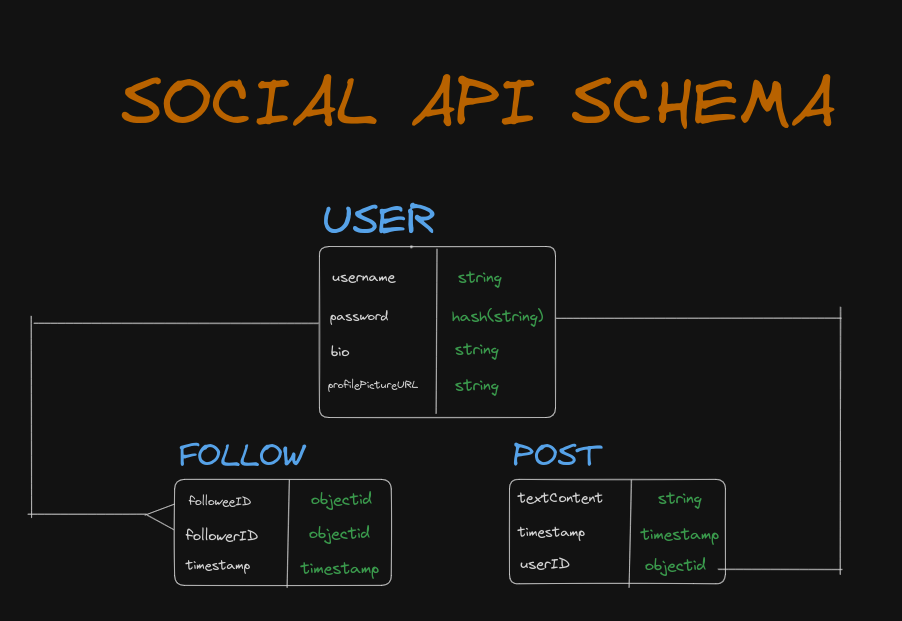 SOCIAL API SCHEMA
USER
username string
password hash(string)
bio string
profilePictureURL string
FOLLOW
followeeID objectid
followerID objectid
timestamp timestamp
POST
textContent string
timestamp timestamp
userID objectid